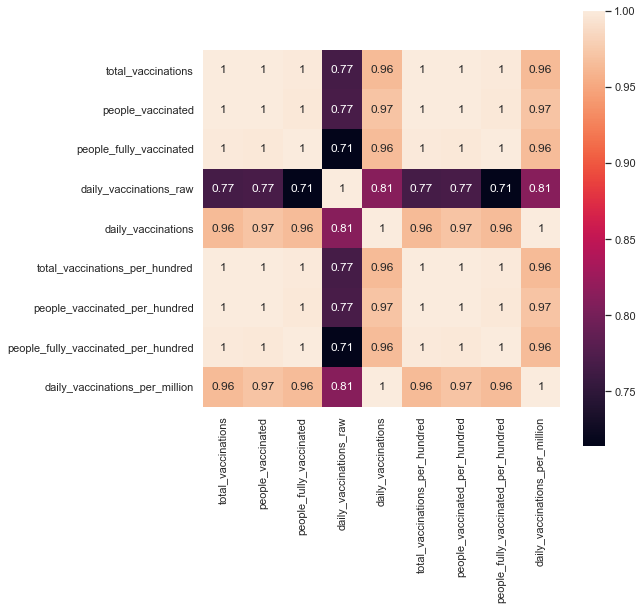 1.00
total_vaccinations 1 1 1 0.77 0.96 1 1 1 0.96
0.95
people_vaccinated 1 1 1 0.77 0.97 1 1 1 0.97
people_fully_vaccinated 1 1 1 0.71 0.96 1 1 1 0.96
0.90
daily_vaccinations_raw 0.77 0.77 0.71 1 0.81 0.77 0.77 0.71 0.81
daily_vaccinations 0.96 0.97 0.96 0.81 1 0.96 0.97 0.96 1
0.85
total_vaccinations_per_hundred 1 1 1 0.77 0.96 1 1 1 0.96
people_vaccinated_per_hundred 1 1 1 0.77 0.97 1 1 1 0.97
0.80
people_fully_vaccinated_per_hundred 1 1 1 0.71 0.96 1 1 1 0.96
daily_vaccinations_per_million 0.96 0.97 0.96 0.81 1 0.96 0.97 0.96 1
0.75
total_vaccinations
people_vaccinated
people_fully_vaccinated
daily_vaccinations_raw
daily_vaccinations
total_vaccinations_per_hundred
people_vaccinated_per_hundred
people_fully_vaccinated_per_hundred
daily_vaccinations_per_million